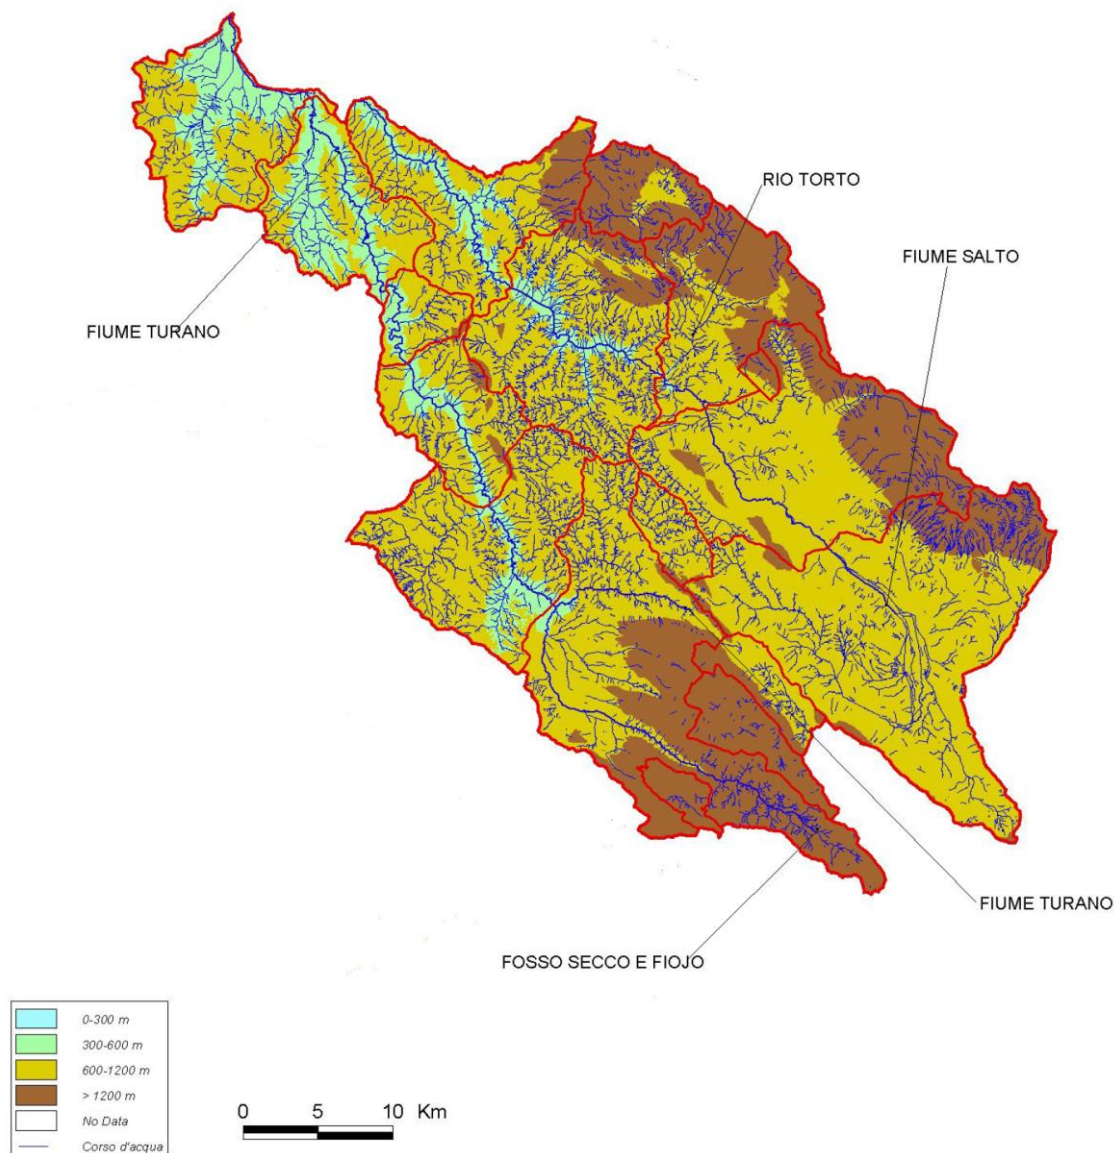 RIO TORTO
FIUME SALTO
FIUME TURANO
FIUME TURANO
FOSSO SECCO E FIOJO
0-300 m
300-600 m
600-1200 m
> 1200 m
No Data
Corso d'acqua
0 5 10 Km